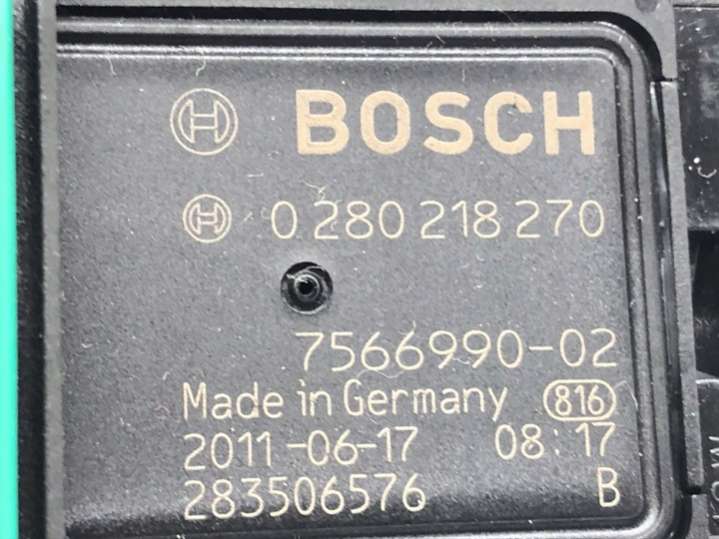 BOSCH
0 280 218 270
7566990-02
Made in Germany 816
2011-06-17 08:17
283506576 B